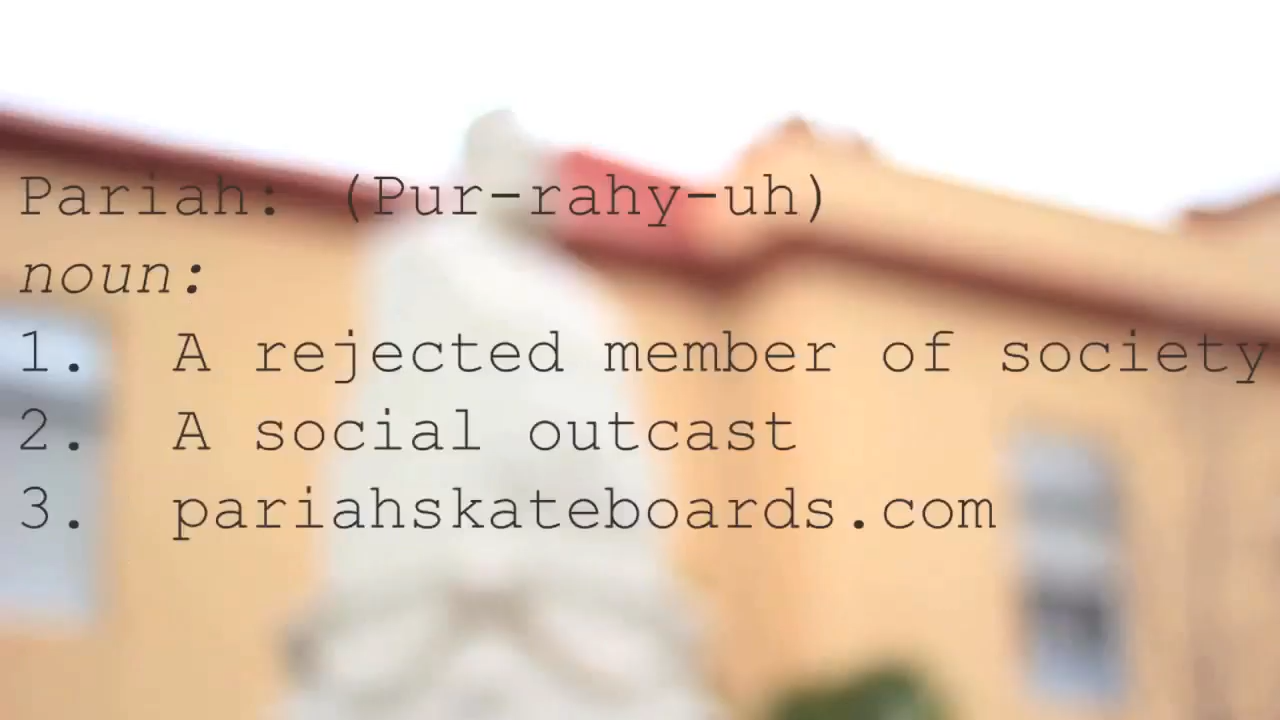 Pariah: (Pur-rahy-uh)
noun:
1. A rejected member of society
2. A social outcast
3. pariahskateboards.com